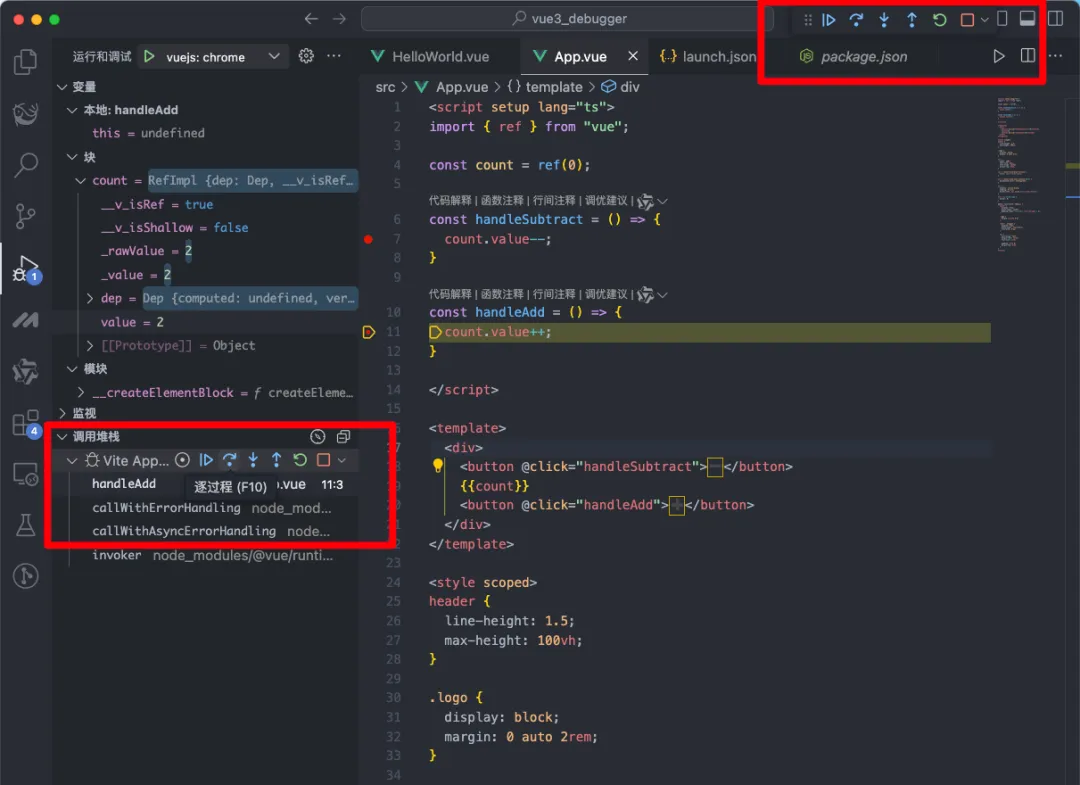 vue3_debugger
运行和调试 vuejs: chrome
HelloWorld.vue App.vue launch.json package.json
src > App.vue > {} template > div
变量
本地: handleAdd
this = undefined
块
count = RefImpl {dep: Dep, __v_isRef…
__v_isRef = true
__v_isShallow = false
_rawValue = 2
_value = 2
dep = Dep {computed: undefined, ver…
value = 2
[[Prototype]] = Object
模块
__createElementBlock = ƒ createEleme…
监视
调用堆栈
Vite App...
handleAdd .vue 11:3
逐过程 (F10)
callWithErrorHandling node_mod...
callWithAsyncErrorHandling node...
invoker node_modules/@vue/runti...
1
4
1 <script setup lang="ts">
2 import { ref } from "vue";
3
4 const count = ref(0);
5
代码解释 | 函数注释 | 行间注释 | 调优建议 |
6 const handleSubtract = () => {
7 count.value--;
8 }
9
代码解释 | 函数注释 | 行间注释 | 调优建议 |
10 const handleAdd = () => {
11 count.value++;
12 }
13
14 </script>
15
<template>
7 <div>
<button @click="handleSubtract">-</button>
{{count}}
<button @click="handleAdd">+</button>
</div>
</template>
23
24 <style scoped>
25 header {
26 line-height: 1.5;
27 max-height: 100vh;
28 }
29
30 .logo {
31 display: block;
32 margin: 0 auto 2rem;
33 }
34